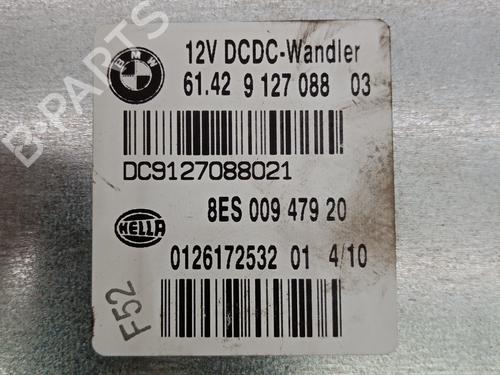 BMW
12V DCDC-Wandler
61.42 9 127 088 03
DC9127088021
8ES 009 479 20
HELLA
0126172532 01 4/10
F52
B-PARTS